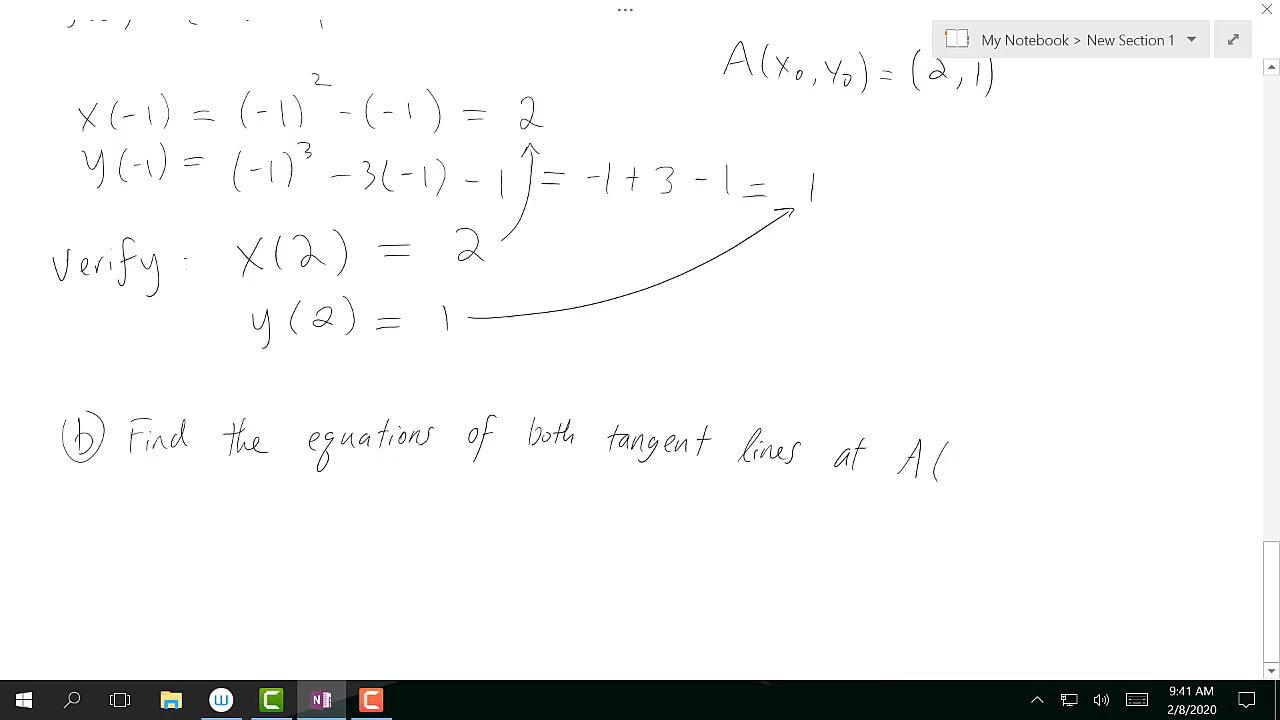 My Notebook > New Section 1
A(x₀, y₀) = (2, 1)
x(-1) = (-1)² - (-1) = 2
y(-1) = (-1)³ - 3(-1) - 1 = -1 + 3 - 1 = 1
Verify: x(2) = 2
y(2) = 1
(b) Find the equations of both tangent lines at A(
9:41 AM
2/8/2020